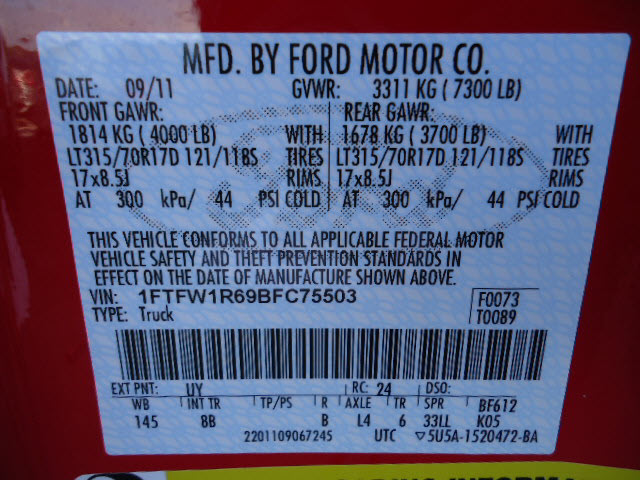 MFD. BY FORD MOTOR CO.
DATE: 09/11 GVWR: 3311 KG ( 7300 LB)
FRONT GAWR: REAR GAWR:
1814 KG ( 4000 LB) WITH 1678 KG ( 3700 LB) WITH
LT315/70R17D 121/118S TIRES LT315/70R17D 121/118S TIRES
17x8.5J RIMS 17x8.5J RIMS
AT 300 kPa/ 44 PSI COLD AT 300 kPa/ 44 PSI COLD
THIS VEHICLE CONFORMS TO ALL APPLICABLE FEDERAL MOTOR
VEHICLE SAFETY AND THEFT PREVENTION STANDARDS IN
EFFECT ON THE DATE OF MANUFACTURE SHOWN ABOVE.
VIN: 1FTFW1R69BFC75503 F0073
TYPE: Truck T0089
EXT PNT: UY RC: 24 DSO:
WB INT TR TP/PS R AXLE TR SPR BF612
145 8B B L4 6 33LL K05
2201109067245 UTC ▽5U5A-1520472-BA